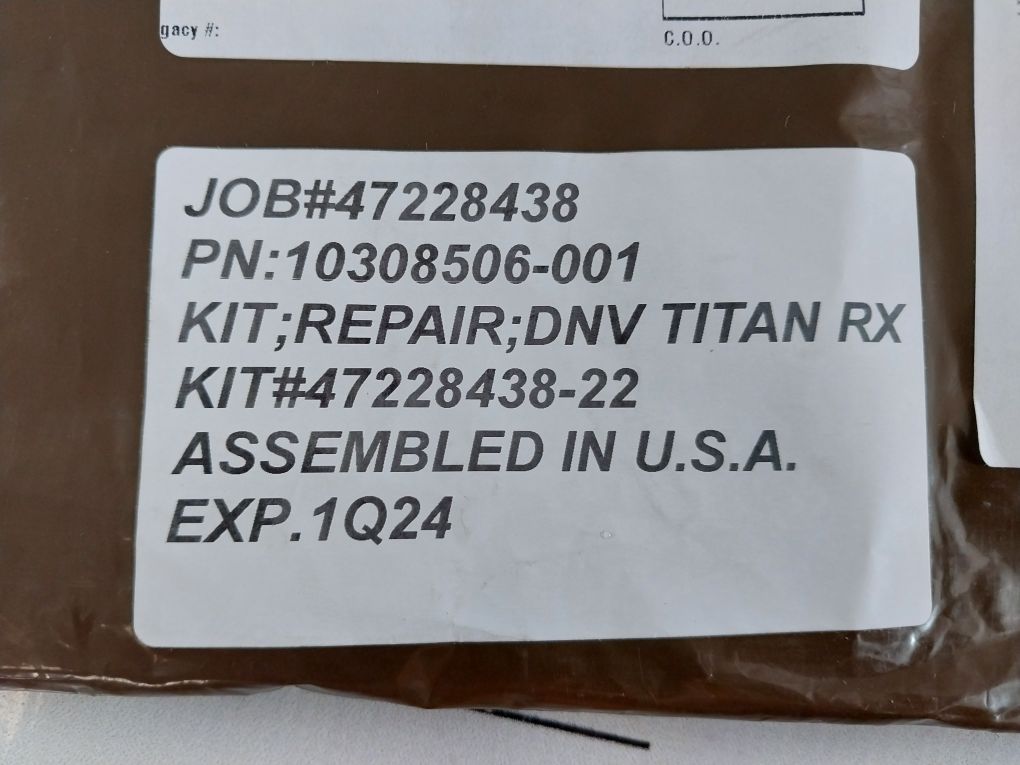 gacy #:
C.O.O.
JOB#47228438
PN:10308506-001
KIT;REPAIR;DNV TITAN RX
KIT#47228438-22
ASSEMBLED IN U.S.A.
EXP.1Q24